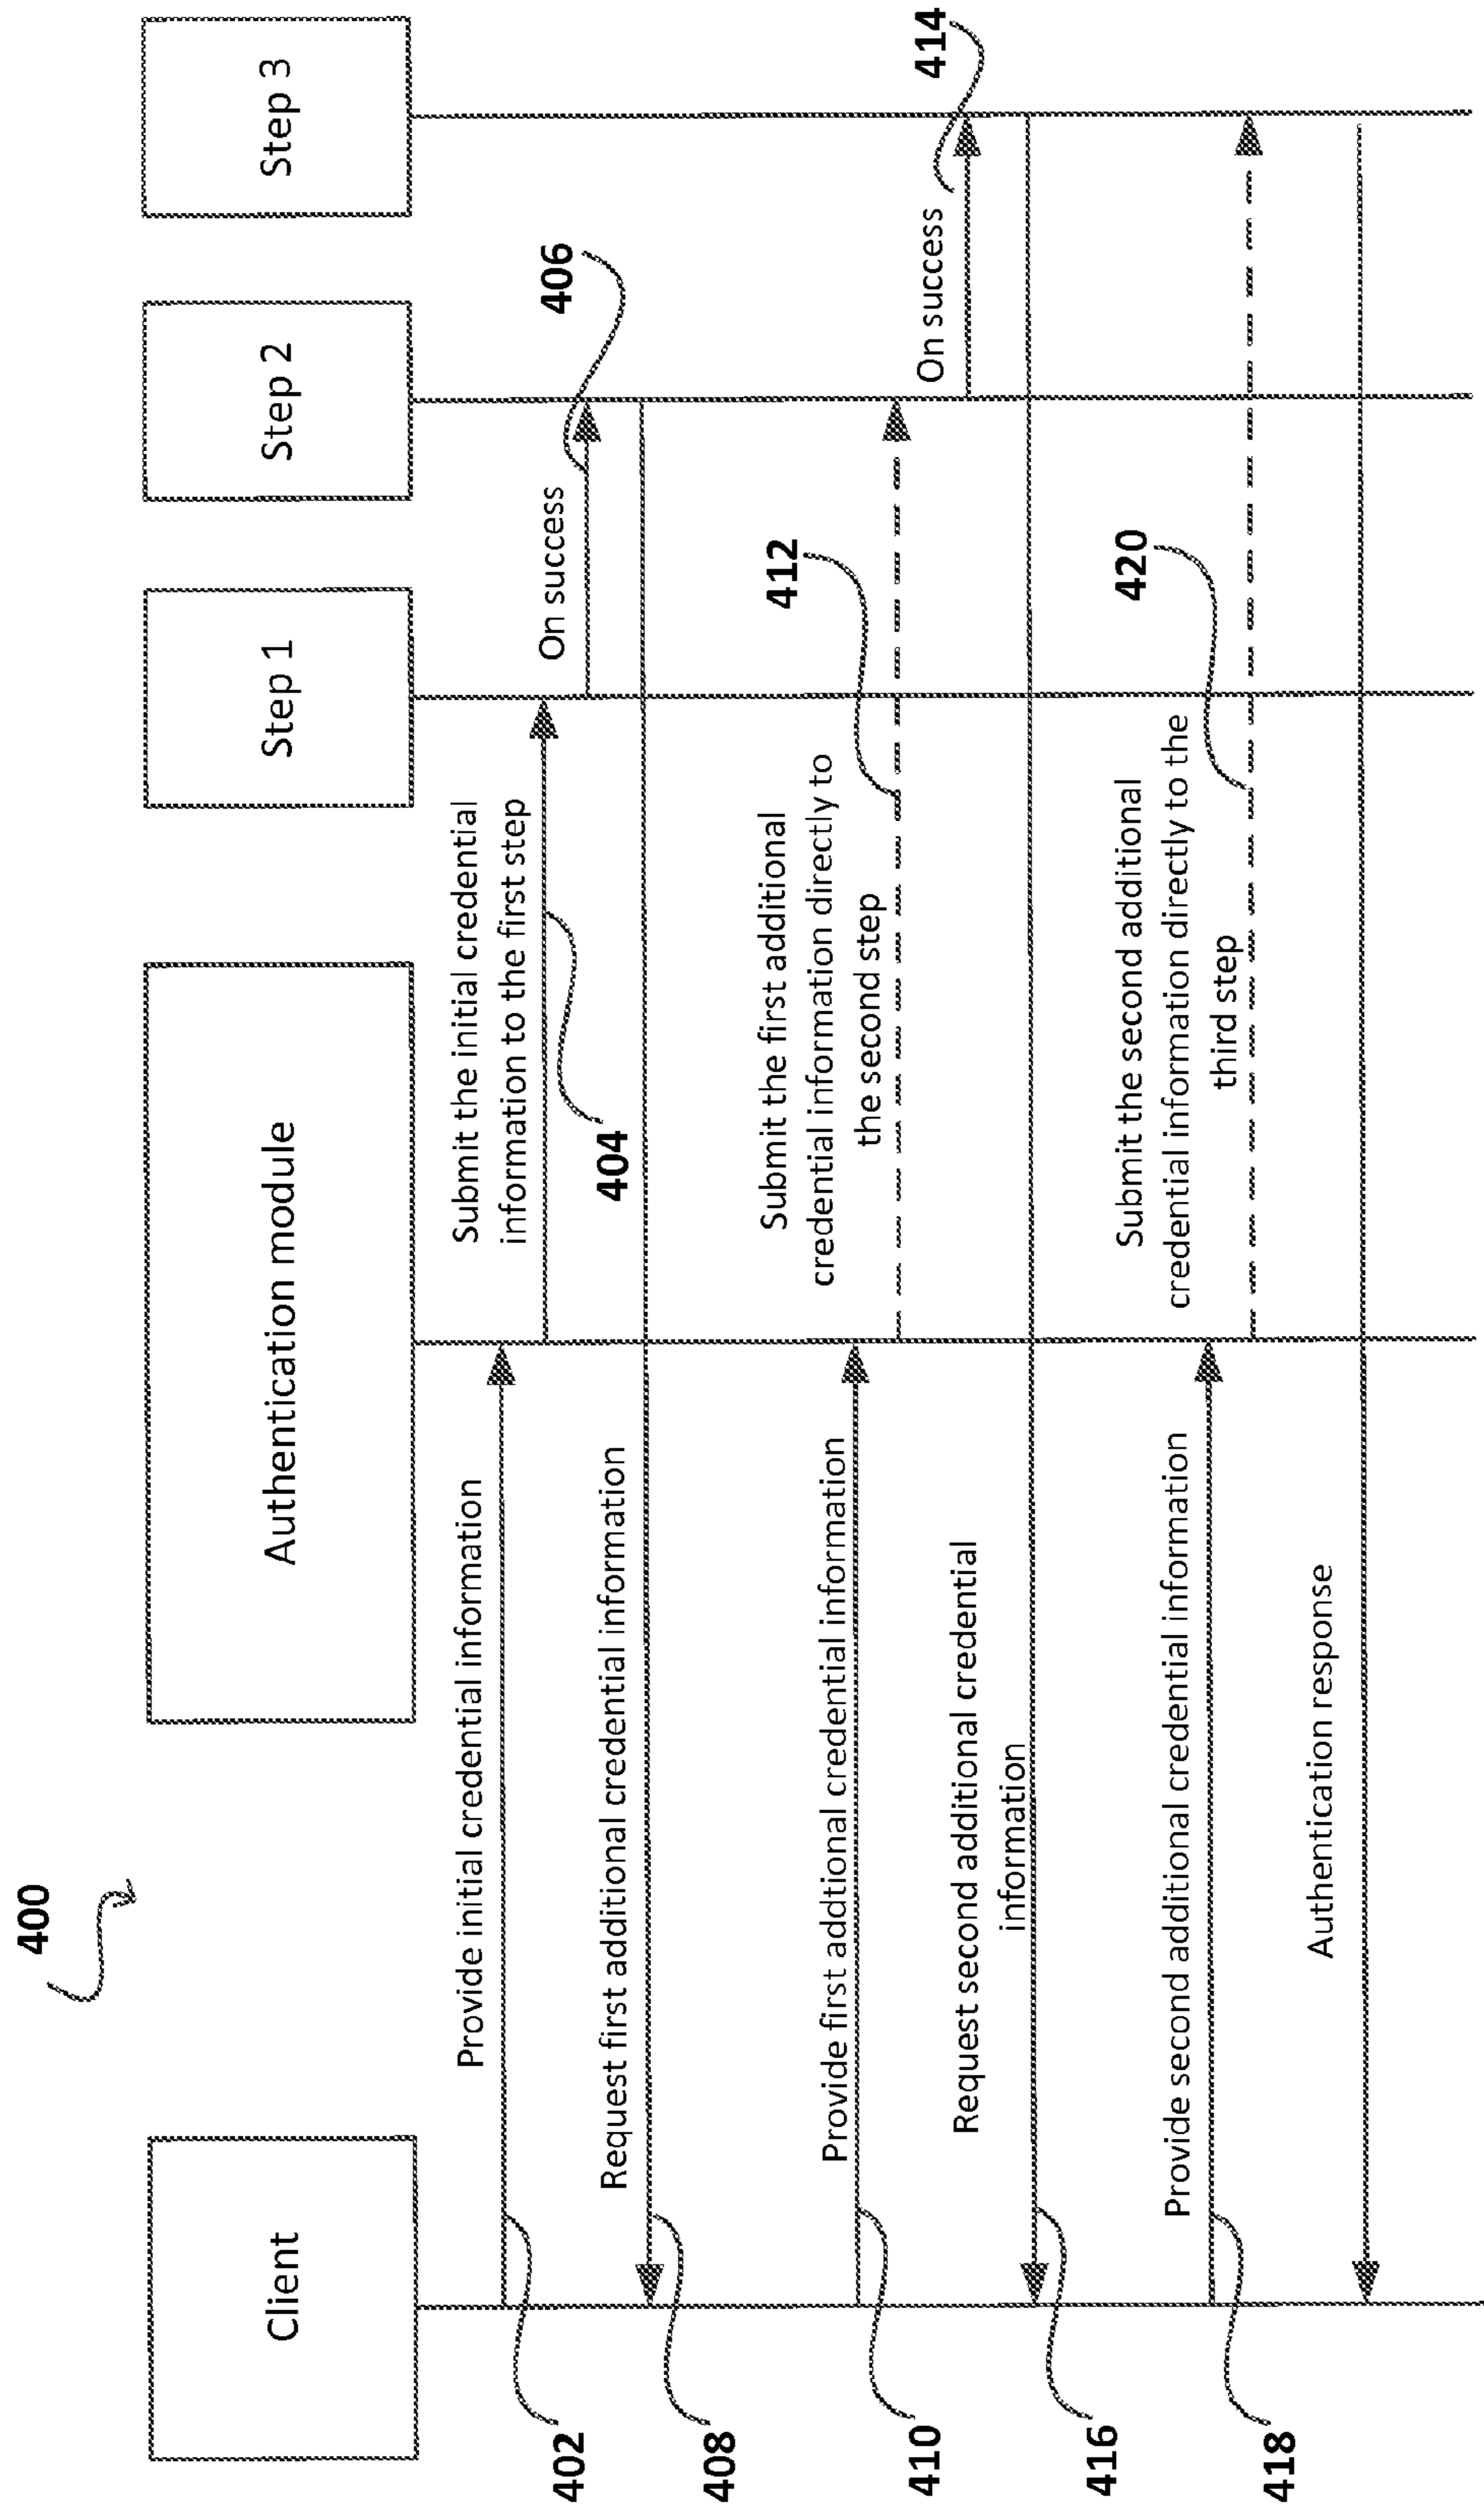 400
Client
Authentication module
Step 1
Step 2
Step 3
Provide initial credential information
402
Submit the initial credential
information to the first step
404
On success
406
Request first additional credential information
408
Provide first addtional credential information
410
Submit the first additional
credential information directly to
the second step
412
On success
414
Request second additional credential
information
416
Provide second additional credential information
418
Submit the second additional
credential information directly to the
third step
420
Authentication response